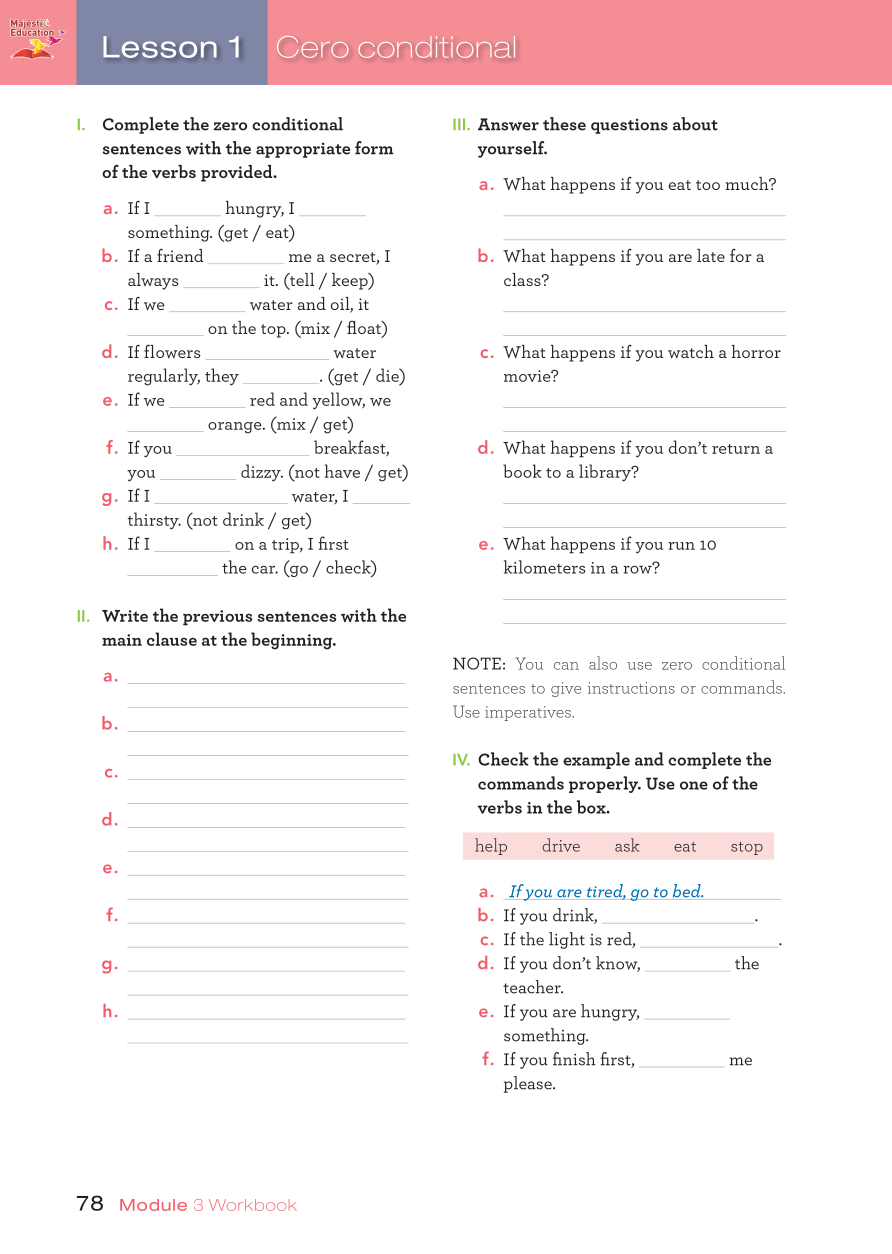 Majestic
Education
Lesson 1 Cero conditional
I. Complete the zero conditional
sentences with the appropriate form
of the verbs provided.
a. If I ________ hungry, I ________
something. (get / eat)
b. If a friend ________ me a secret, I
always ________ it. (tell / keep)
c. If we ________ water and oil, it
________ on the top. (mix / float)
d. If flowers ________ water
regularly, they ________. (get / die)
e. If we ________ red and yellow, we
________ orange. (mix / get)
f. If you ________ breakfast,
you ________ dizzy. (not have / get)
g. If I ________ water, I ________
thirsty. (not drink / get)
h. If I ________ on a trip, I first
________ the car. (go / check)
II. Write the previous sentences with the
main clause at the beginning.
a.
b.
c.
d.
e.
f.
g.
h.
III. Answer these questions about
yourself.
a. What happens if you eat too much?
b. What happens if you are late for a
class?
c. What happens if you watch a horror
movie?
d. What happens if you don't return a
book to a library?
e. What happens if you run 10
kilometers in a row?
NOTE: You can also use zero conditional
sentences to give instructions or commands.
Use imperatives.
IV. Check the example and complete the
commands properly. Use one of the
verbs in the box.
help drive ask eat stop
a. If you are tired, go to bed.
b. If you drink, ________.
c. If the light is red, ________.
d. If you don't know, ________ the
teacher.
e. If you are hungry, ________
something.
f. If you finish first, ________ me
please.
78 Module 3 Workbook